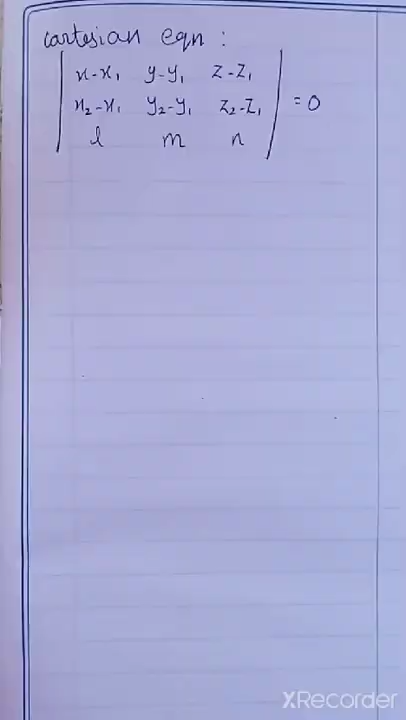 cartesian eqn :
| x-x₁ y-y₁ z-z₁ |
| x₂-x₁ y₂-y₁ z₂-z₁ | = 0
| l m n |
XRecorder